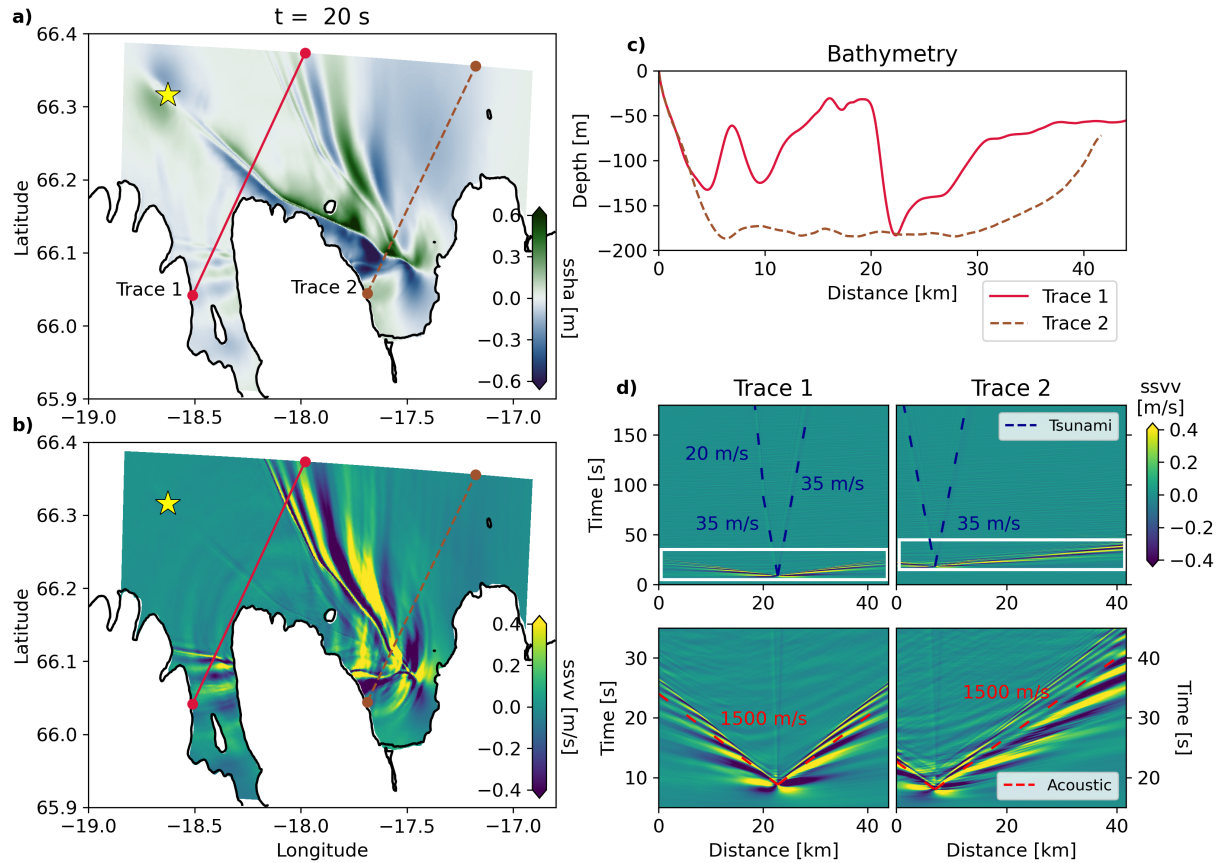 a)
t =  20 s
66.4
66.3
66.2
66.1
66.0
65.9
Latitude
Trace 1
Trace 2
0.6
0.3
0.0
−0.3
−0.6
ssha [m]
−19.0
−18.5
−18.0
−17.5
−17.0
b)
66.4
66.3
66.2
66.1
66.0
65.9
Latitude
0.4
0.2
0.0
−0.2
−0.4
ssvv [m/s]
−19.0
−18.5
−18.0
−17.5
−17.0
Longitude
c)
Bathymetry
0
−50
−100
−150
−200
Depth [m]
0
10
20
30
40
Distance [km]
Trace 1
Trace 2
d)
Trace 1
Trace 2
ssvv
[m/s]
0.4
0.2
0.0
−0.2
−0.4
150
100
50
0
Time [s]
20 m/s
35 m/s
35 m/s
Tsunami
35 m/s
0
20
40
0
20
40
30
20
10
Time [s]
1500 m/s
1500 m/s
Acoustic
40
30
20
Time [s]
0
20
40
0
20
40
Distance [km]
Distance [km]